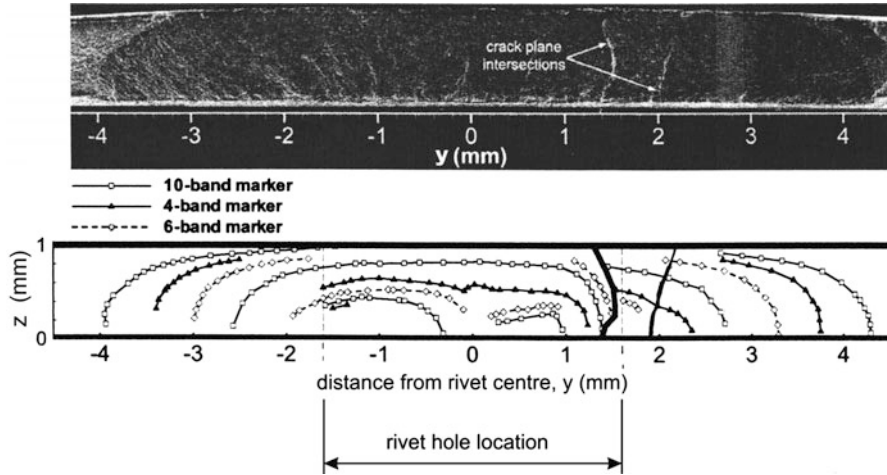 crack plane
intersections
-4 -3 -2 -1 0 1 2 3 4
y (mm)
10-band marker
4-band marker
6-band marker
1
z (mm)
0
-4 -3 -2 -1 0 1 2 3 4
distance from rivet centre, y (mm)
rivet hole location